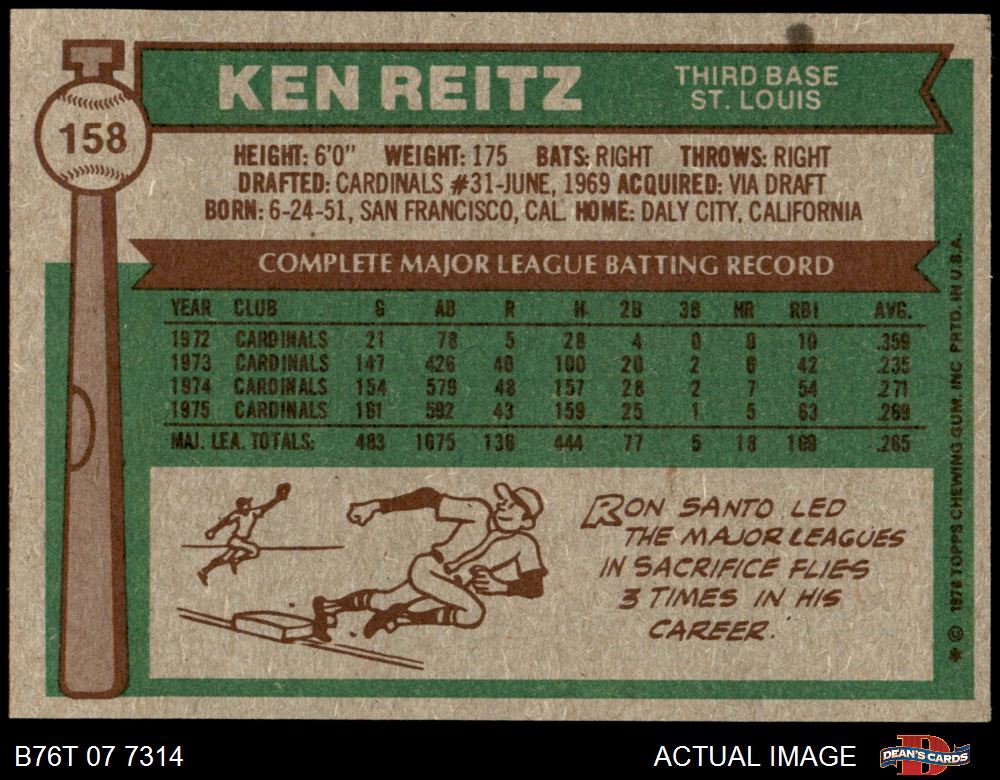 158
KEN REITZ
THIRD BASE
ST. LOUIS
HEIGHT: 6'0" WEIGHT: 175 BATS: RIGHT THROWS: RIGHT
DRAFTED: CARDINALS #31-JUNE, 1969 ACQUIRED: VIA DRAFT
BORN: 6-24-51, SAN FRANCISCO, CAL. HOME: DALY CITY, CALIFORNIA
COMPLETE MAJOR LEAGUE BATTING RECORD
YEAR CLUB G AB R H 2B 3B HR RBI AVG.
1972 CARDINALS 21 78 5 28 4 0 0 10 .359
1973 CARDINALS 147 426 40 100 20 2 6 42 .235
1974 CARDINALS 154 579 48 157 28 2 7 54 .271
1975 CARDINALS 161 592 43 159 25 1 5 63 .269
MAJ. LEA. TOTALS: 483 1675 136 444 77 5 18 169 .265
RON SANTO LED
THE MAJOR LEAGUES
IN SACRIFICE FLIES
3 TIMES IN HIS
CAREER.
* © 1976 TOPPS CHEWING GUM, INC PRTD. IN U.S.A.
B76T 07 7314
ACTUAL IMAGE
DEAN'S CARDS